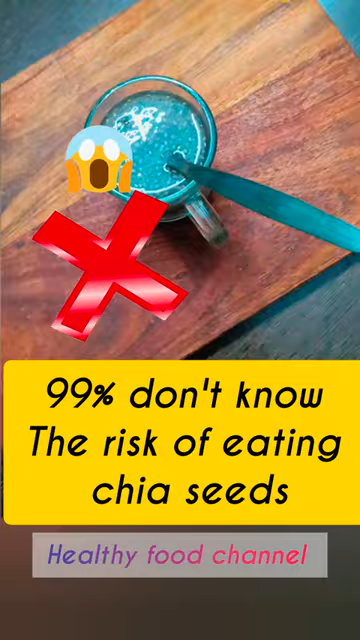 99% don't know
The risk of eating
chia seeds
Healthy food channel